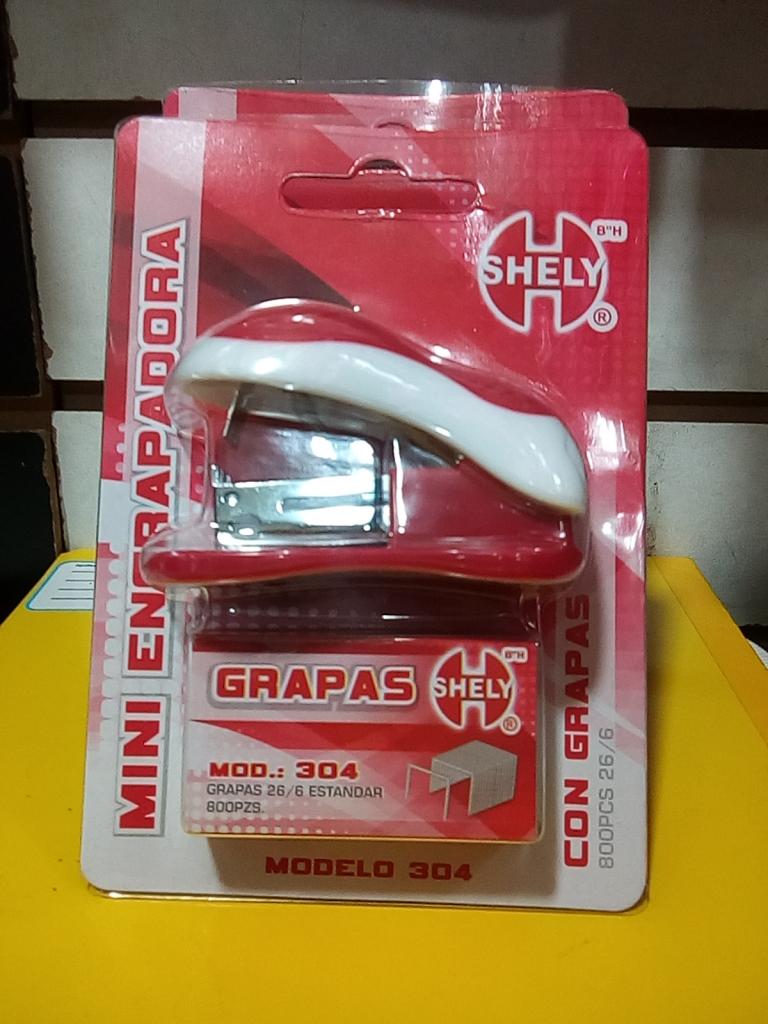 B"H
SHELY
®
MINI ENGRAPADORA
GRAPAS
B"H
SHELY
®
MOD.: 304
GRAPAS 26/6 ESTANDAR
800PZS.
CON GRAPAS
800PCS 26/6
MODELO 304